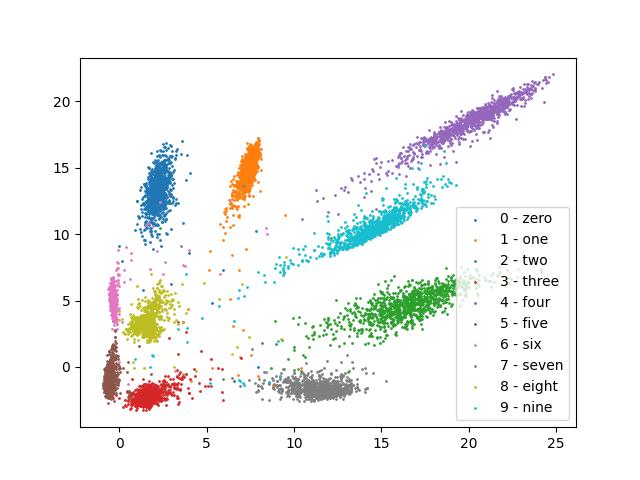 20
15
10
5
0
0 - zero
1 - one
2 - two
3 - three
4 - four
5 - five
6 - six
7 - seven
8 - eight
9 - nine
0 5 10 15 20 25